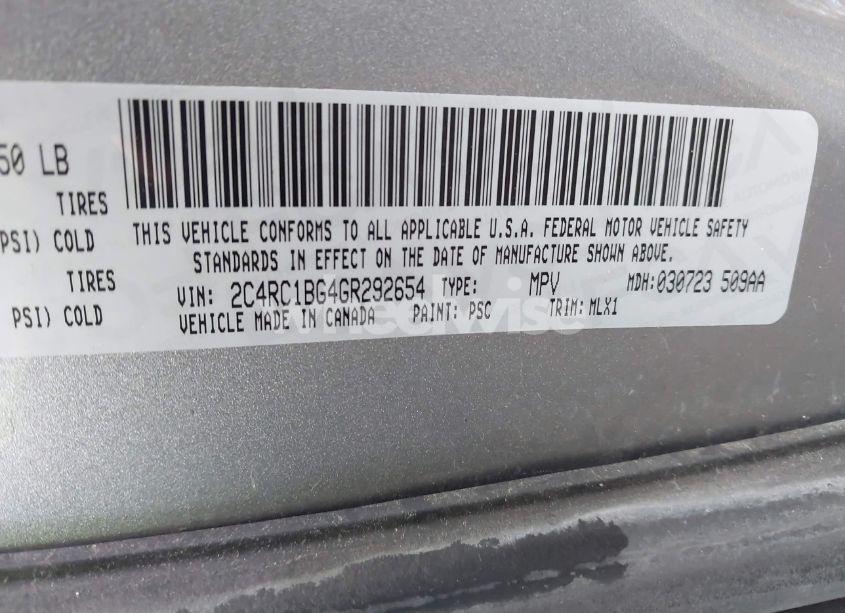 50 LB
TIRES
PSI) COLD
TIRES
PSI) COLD
THIS VEHICLE CONFORMS TO ALL APPLICABLE U.S.A. FEDERAL MOTOR VEHICLE SAFETY
STANDARDS IN EFFECT ON THE DATE OF MANUFACTURE SHOWN ABOVE.
VIN: 2C4RC1BG4GR292654 TYPE: MPV MDH: 030723 509AA
VEHICLE MADE IN CANADA PAINT: PSC TRIM: MLX1
wheelwise